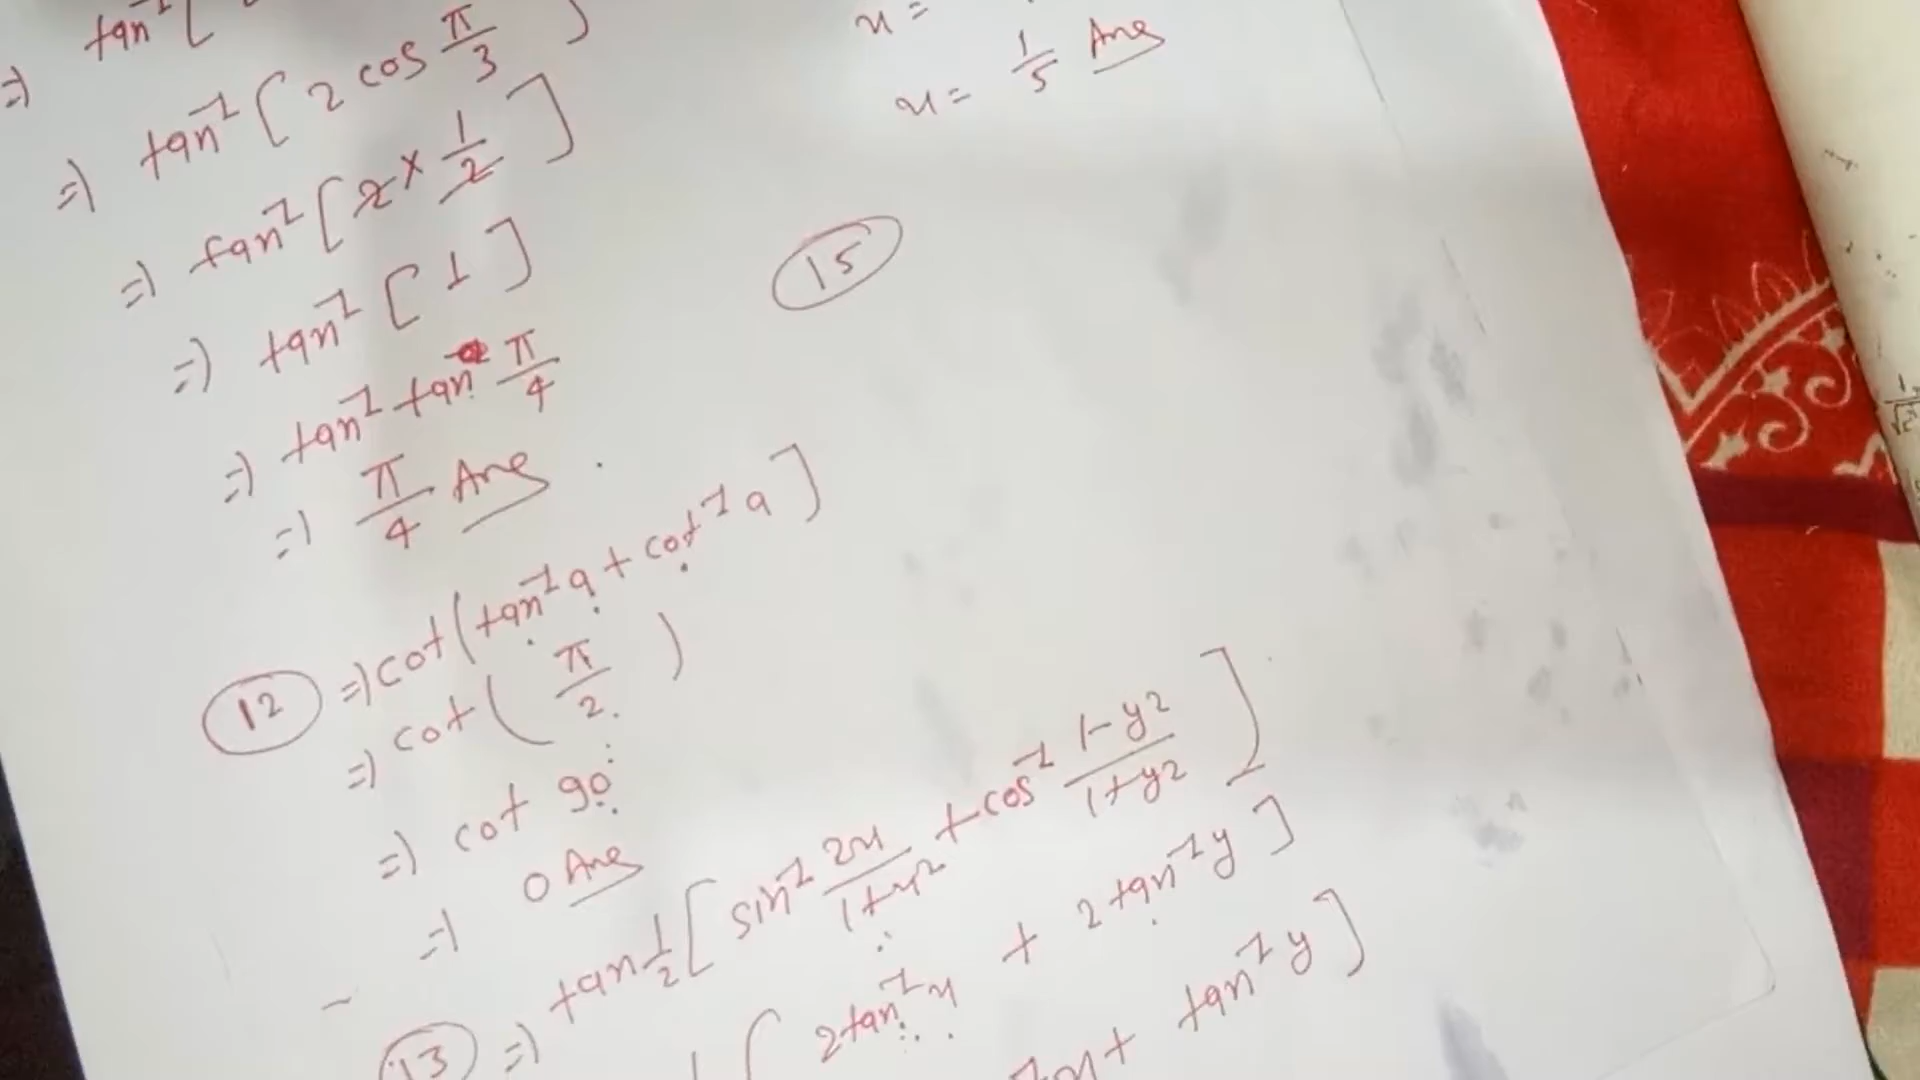 =) tan⁻¹[
=) tan⁻¹[2 cos π/3]
=) tan⁻¹[2 × 1/2]
=) tan⁻¹[1]
=) tan⁻¹ tan π/4
=) π/4 Ans
(12) =) cot(tan⁻¹a + cot⁻¹a]
=) cot(π/2)
=) cot 90°
=) 0 Ans
(13) =) tan 1/2[sin⁻¹ 2x/1+x² + cos⁻¹ 1-y²/1+y²]
[2tan⁻¹x + 2tan⁻¹y]
x + tan⁻¹y]
x =
x = 1/5 Ans
(15)